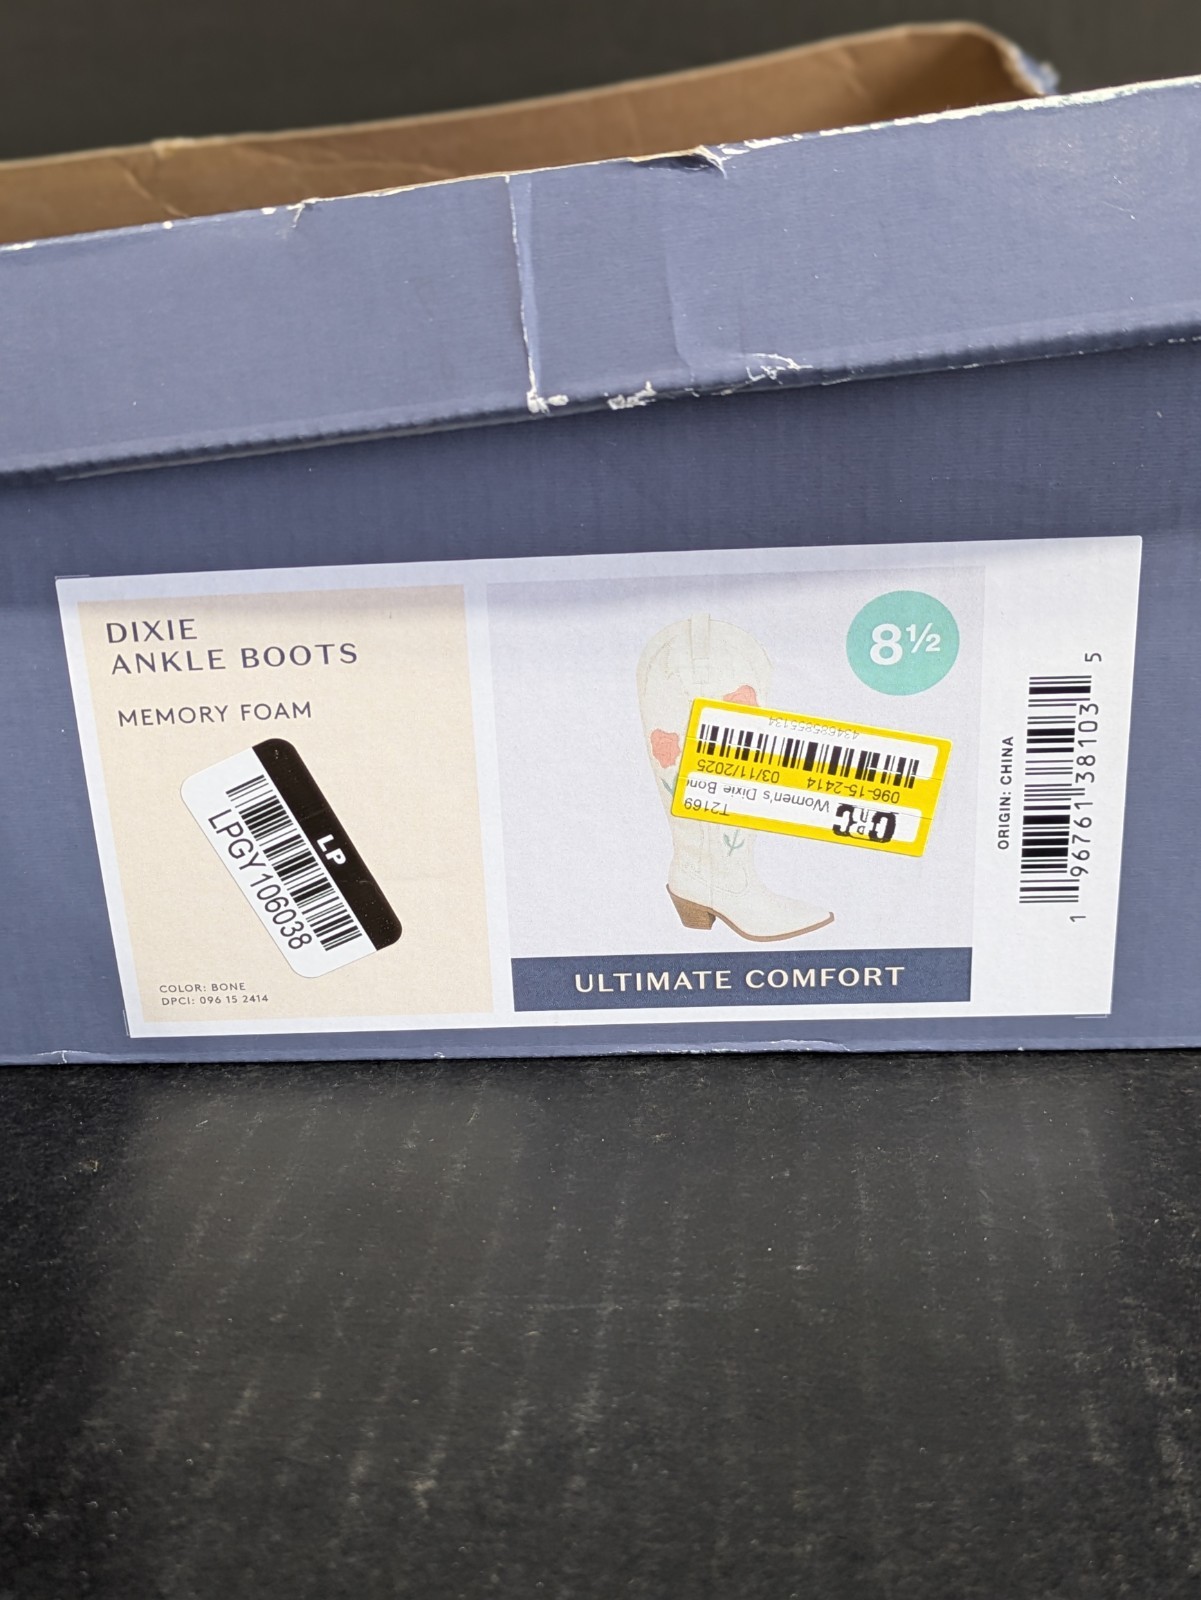 DIXIE
ANKLE BOOTS
MEMORY FOAM
LP
LPGY106038
COLOR: BONE
DPCI: 096 15 2414
8½
T2169
Women's Dixie Bon
096-15-2414 03/11/2025
ULTIMATE COMFORT
ORIGIN: CHINA
1 96761 38103 5